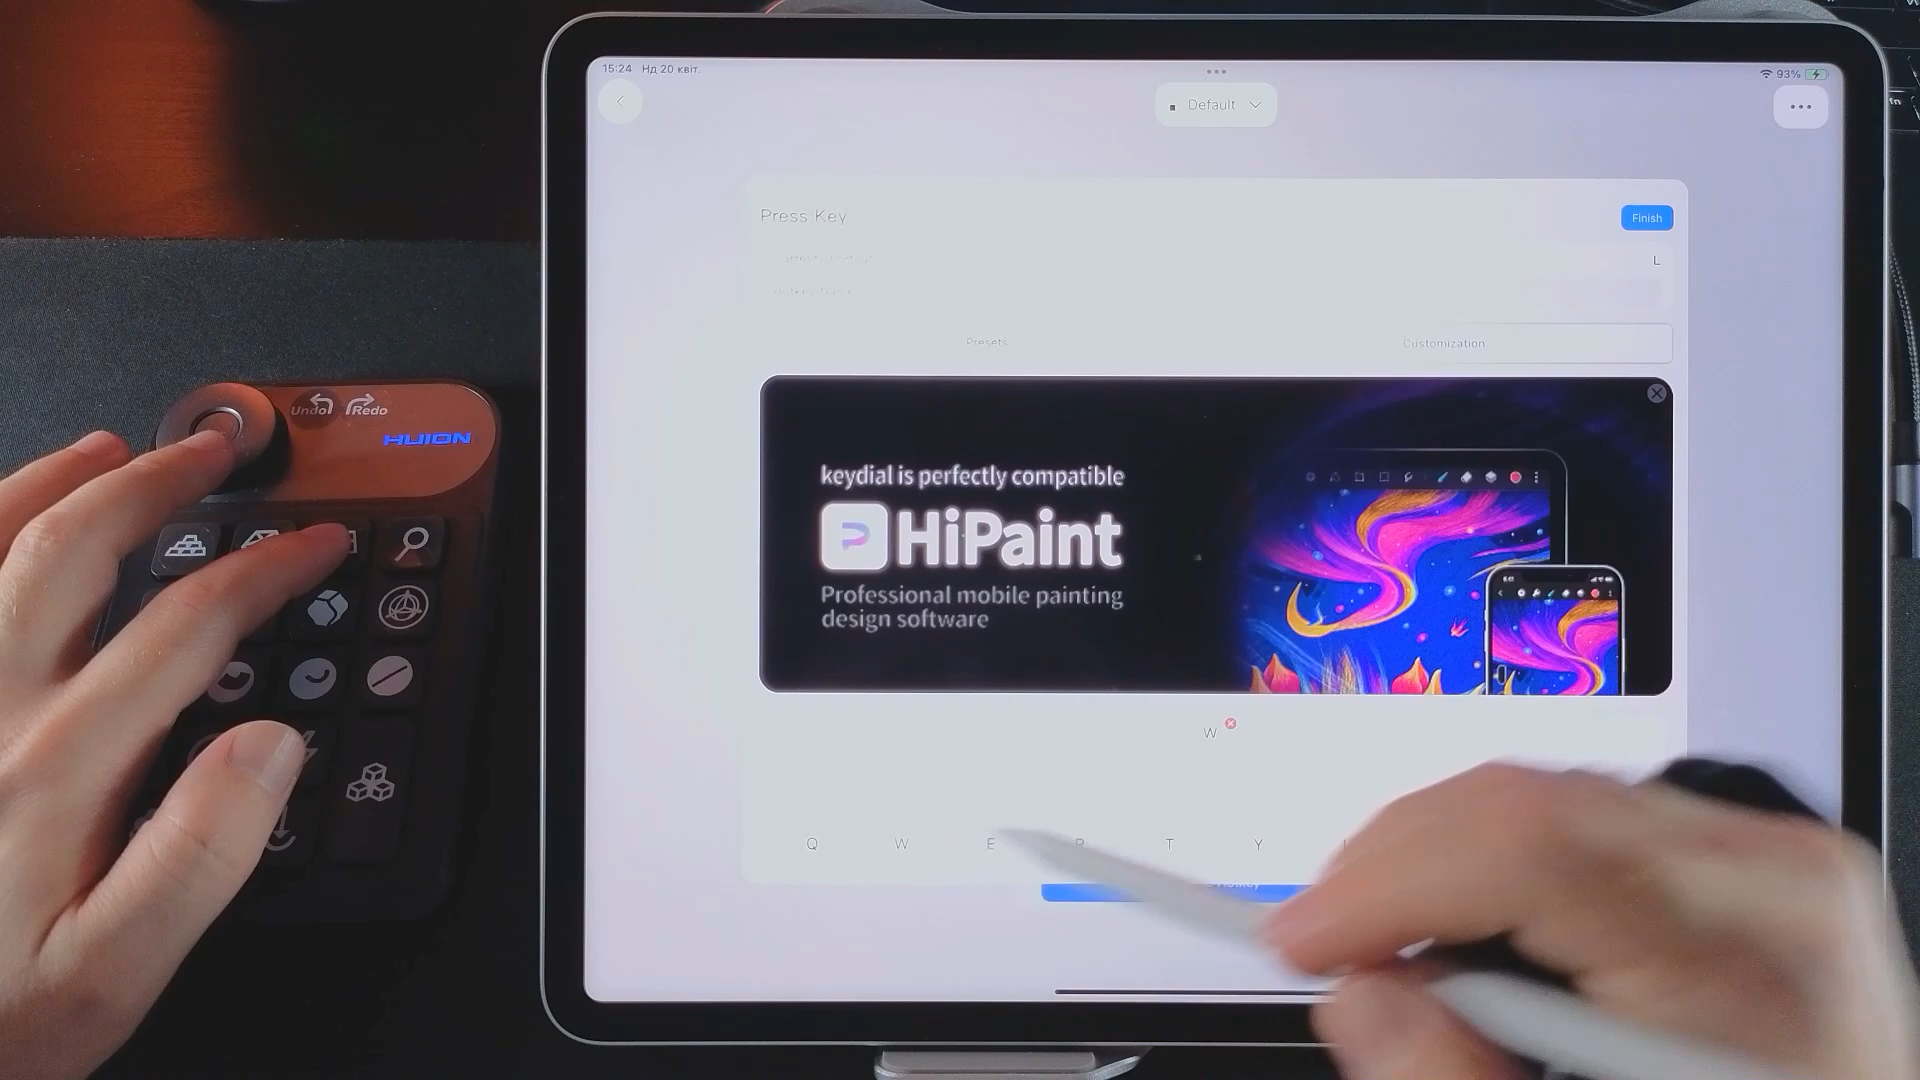 15:24 Нд 20 квіт.
93%
Default
Press Key
Finish
L
Presets
Customization
keydial is perfectly compatible
HiPaint
Professional mobile painting
design software
W
Q W E R T Y
Undo Redo
HUION